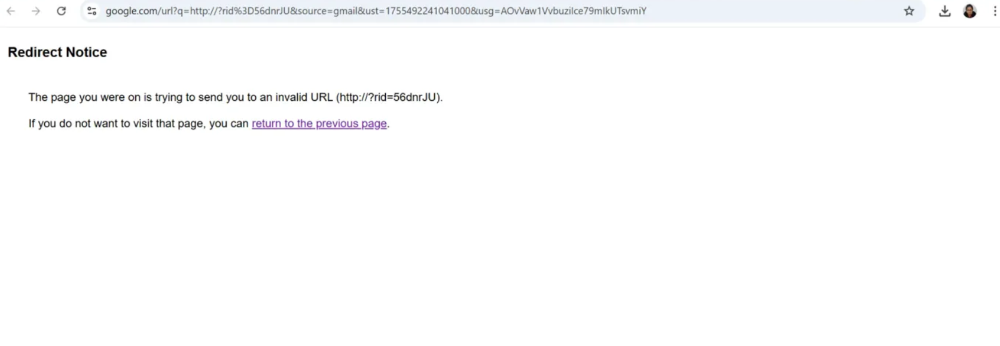 google.com/url?q=http://?rid%3D56dnrJU&source=gmail&ust=1755492241041000&usg=AOvVaw1Vvbuzilce79mIkUTsvmiY
Redirect Notice
The page you were on is trying to send you to an invalid URL (http://?rid=56dnrJU).
If you do not want to visit that page, you can return to the previous page.